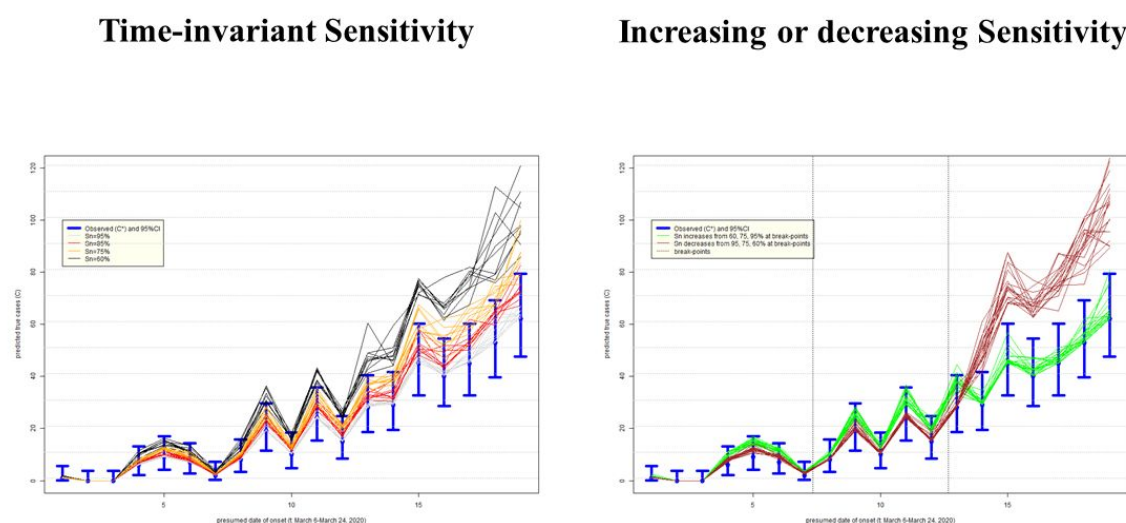 Time-invariant Sensitivity
Increasing or decreasing Sensitivity
120
100
80
60
40
20
0
predicted true cases (C)
Observed (C*) and 95%CI
Sn=95%
Sn=85%
Sn=75%
Sn=60%
5
10
15
presumed date of onset (t: March 6-March 24, 2020)
120
100
80
60
40
20
0
predicted true cases (C)
Observed (C*) and 95%CI
Sn increases from 60, 75, 95% at break-points
Sn decreases from 95, 75, 60% at break-points
break-points
5
10
15
presumed date of onset (t: March 6-March 24, 2020)